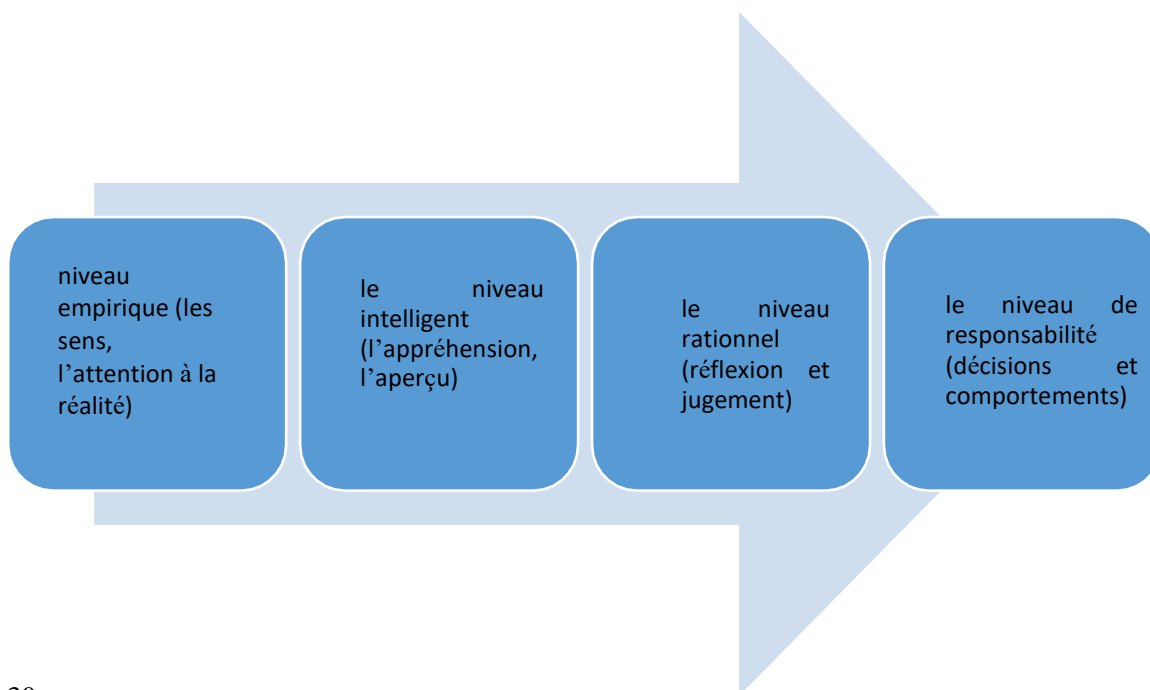 niveau
empirique (les
sens,
l’attention à la
réalité)
le niveau
intelligent
(l’appréhension,
l’aperçu)
le niveau
rationnel
(réflexion et
jugement)
le niveau de
responsabilité
(décisions et
comportements)